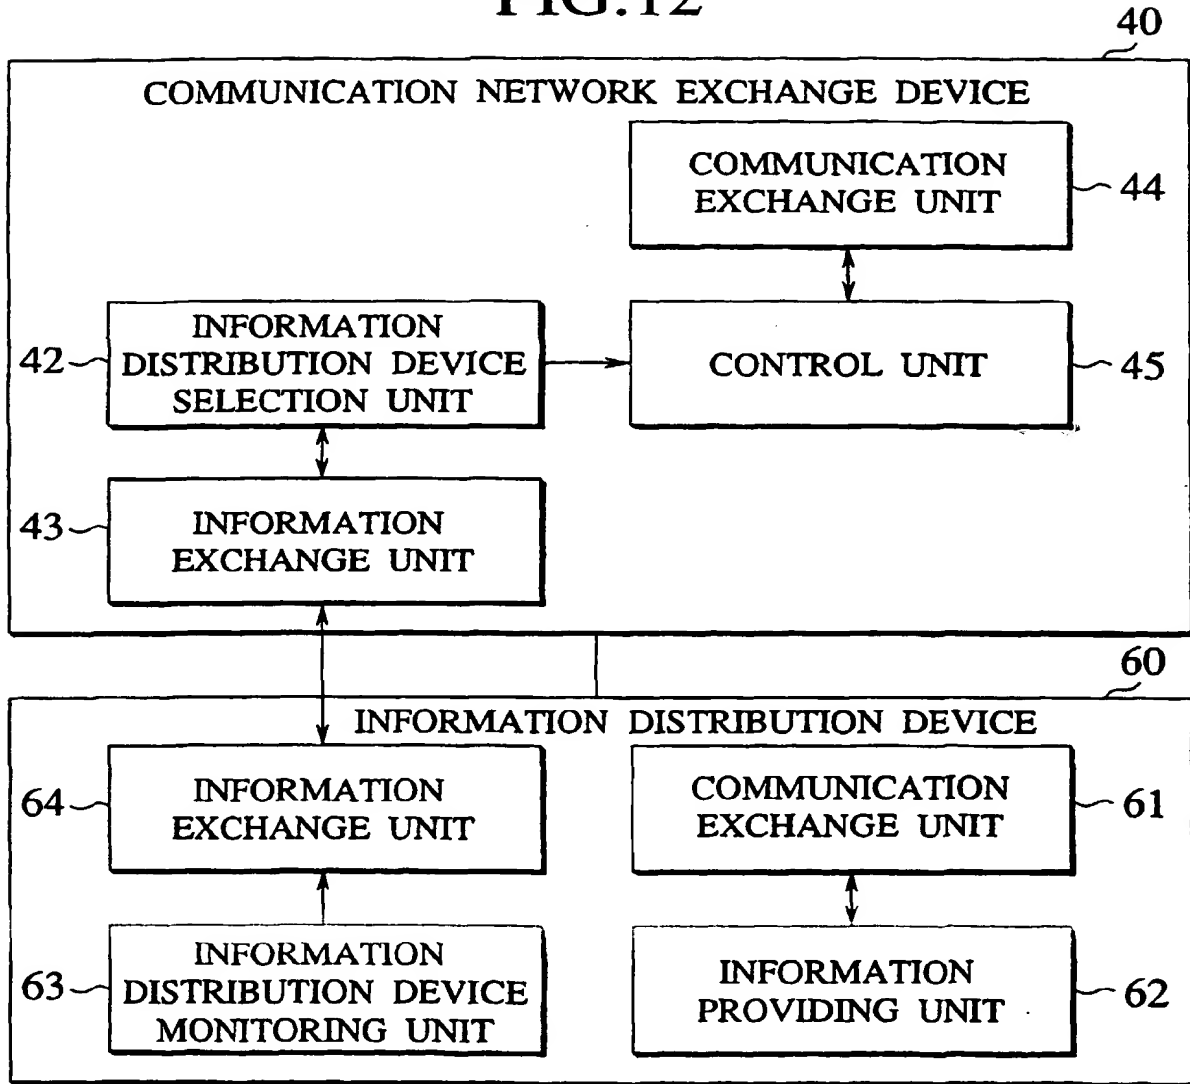 FIG.12
40
COMMUNICATION NETWORK EXCHANGE DEVICE
COMMUNICATION
EXCHANGE UNIT
44
42
INFORMATION
DISTRIBUTION DEVICE
SELECTION UNIT
CONTROL UNIT
45
43
INFORMATION
EXCHANGE UNIT
60
INFORMATION DISTRIBUTION DEVICE
64
INFORMATION
EXCHANGE UNIT
COMMUNICATION
EXCHANGE UNIT
61
63
INFORMATION
DISTRIBUTION DEVICE
MONITORING UNIT
INFORMATION
PROVIDING UNIT
62